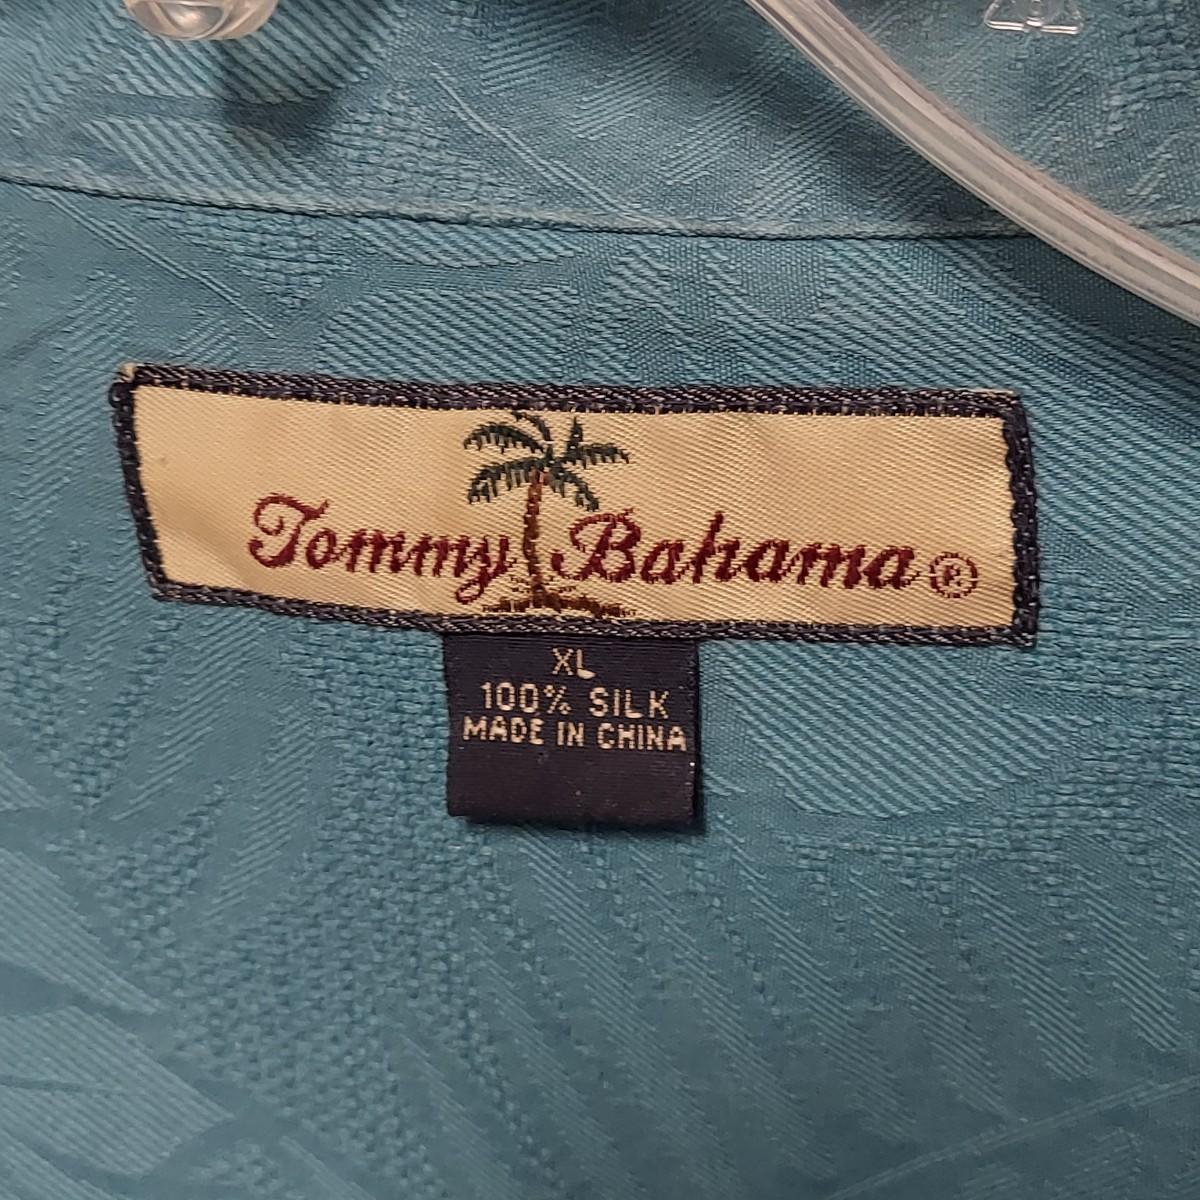 Tommy Bahama®
XL
100% SILK
MADE IN CHINA